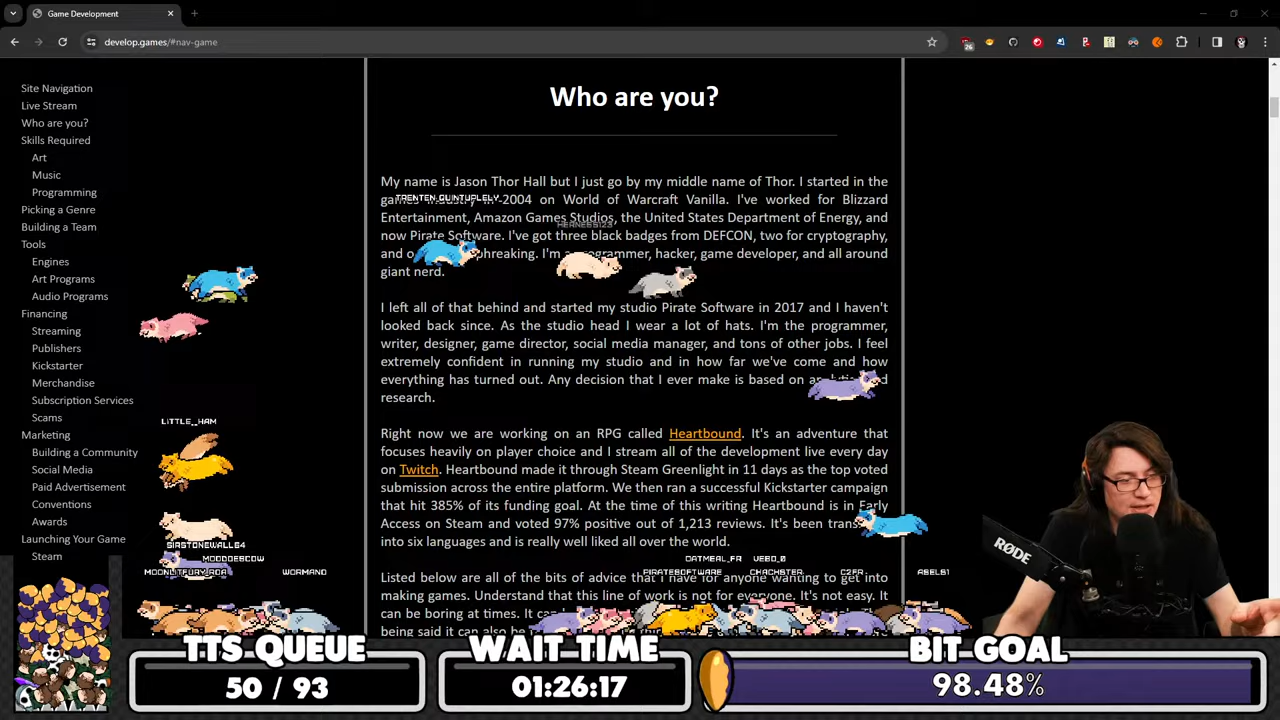 Game Development
develop.games/#nav-game
26
Site Navigation
Live Stream
Who are you?
Skills Required
Art
Music
Programming
Picking a Genre
Building a Team
Tools
Engines
Art Programs
Audio Programs
Financing
Streaming
Publishers
Kickstarter
Merchandise
Subscription Services
Scams
Marketing
Building a Community
Social Media
Paid Advertisement
Conventions
Awards
Launching Your Game
Steam
Who are you?
My name is Jason Thor Hall but I just go by my middle name of Thor. I started in the
2004 on World of Warcraft Vanilla. I've worked for Blizzard
Entertainment, Amazon Games Studios, the United States Department of Energy, and
now Pirate Software. I've got three black badges from DEFCON, two for cryptography,
and phreaking. I'm hacker, game developer, and all around
giant nerd.
I left all of that behind and started my studio Pirate Software in 2017 and I haven't
looked back since. As the studio head I wear a lot of hats. I'm the programmer,
writer, designer, game director, social media manager, and tons of other jobs. I feel
extremely confident in running my studio and in how far we've come and how
everything has turned out. Any decision that I ever make is based on
research.
Right now we are working on an RPG called Heartbound. It's an adventure that
focuses heavily on player choice and I stream all of the development live every day
on Twitch. Heartbound made it through Steam Greenlight in 11 days as the top voted
submission across the entire platform. We then ran a successful Kickstarter campaign
that hit 385% of its funding goal. At the time of this writing Heartbound is in Early
Access on Steam and voted 97% positive out of 1,213 reviews. It's been
into six languages and is really well liked all over the world.
Listed below are all of the bits of advice that I have for anyone wanting to get into
making games. Understand that this line of work is not for everyone. It's not easy. It
can be boring at times. It can
being said it can also be
LITTLE_HAM
WORMAND
OATMEAL_FR
VEBO_0
PIRATESOFTWARE
CHACHSTER
C2FR
RØDE
TTS QUEUE
50 / 93
WAIT TIME
01:26:17
BIT GOAL
98.48%